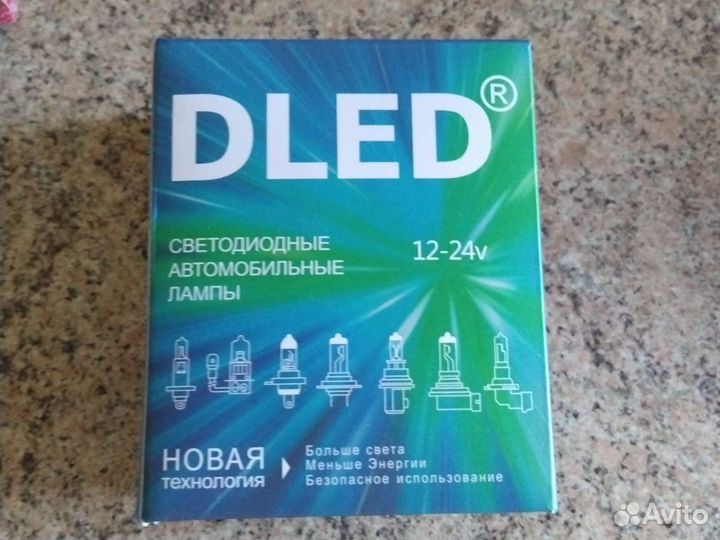 DLED®
СВЕТОДИОДНЫЕ
АВТОМОБИЛЬНЫЕ
ЛАМПЫ
12-24v
НОВАЯ
технология
Больше света
Меньше Энергии
Безопасное использование
Avito